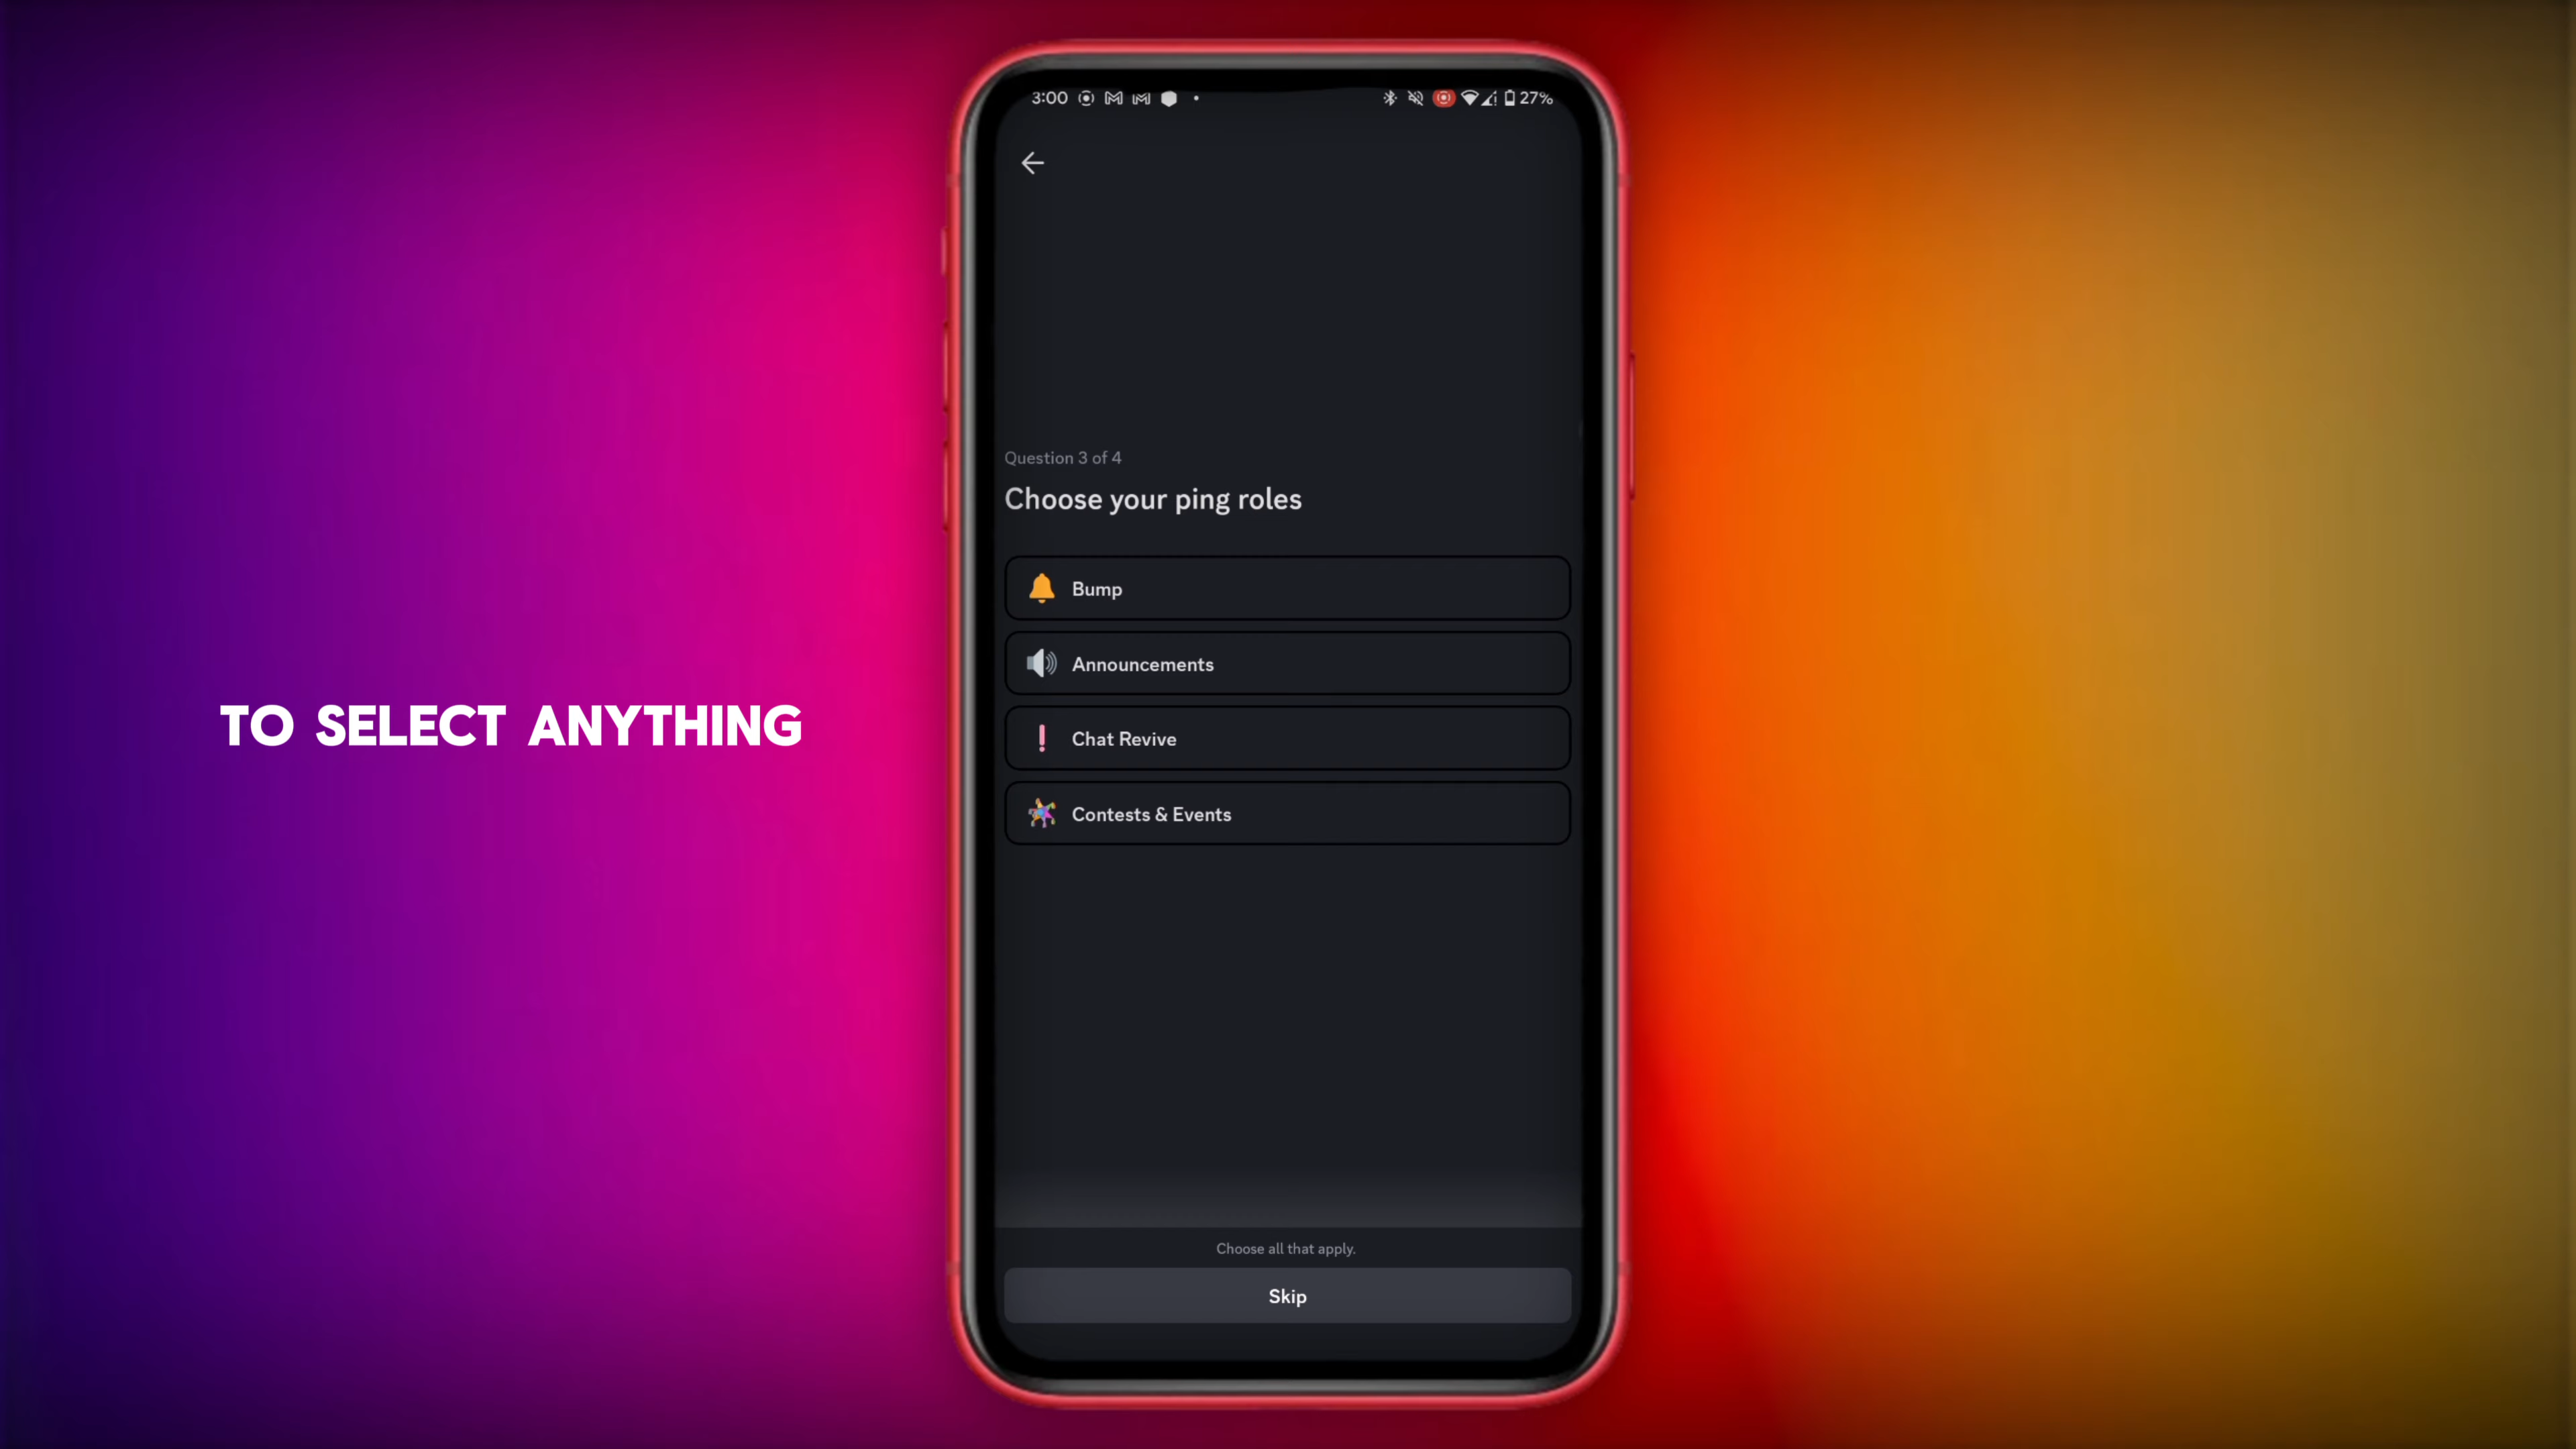 3:00
27%
Question 3 of 4
Choose your ping roles
Bump
Announcements
Chat Revive
Contests & Events
TO SELECT ANYTHING
Choose all that apply.
Skip